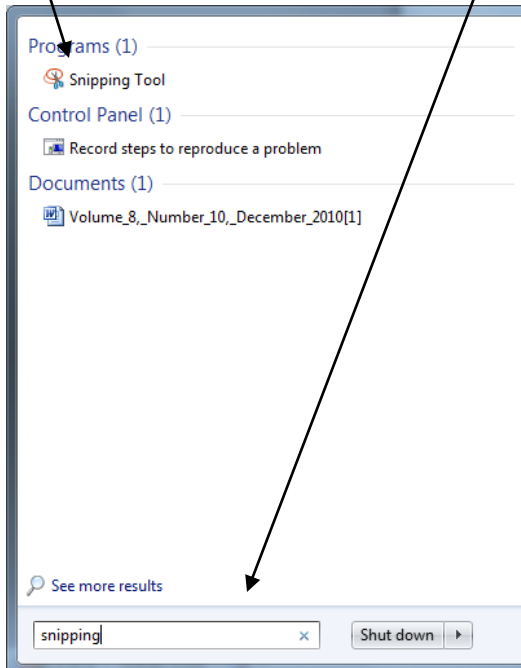 Programs (1)
Snipping Tool
Control Panel (1)
Record steps to reproduce a problem
Documents (1)
Volume_8,_Number_10,_December_2010[1]
See more results
snipping
Shut down